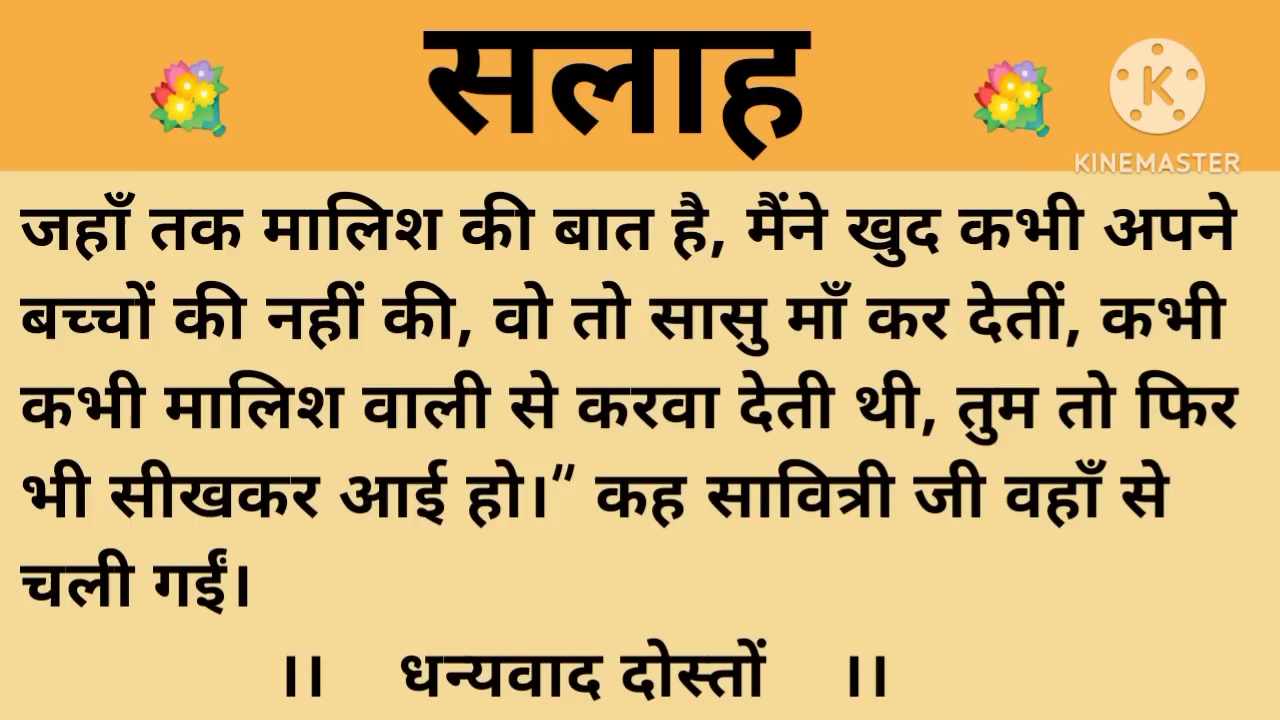 सलाह
KINEMASTER
जहाँ तक मालिश की बात है, मैंने खुद कभी अपने
बच्चों की नहीं की, वो तो सासु माँ कर देतीं, कभी
कभी मालिश वाली से करवा देती थी, तुम तो फिर
भी सीखकर आई हो।“ कह सावित्री जी वहाँ से
चली गईं।
।। धन्यवाद दोस्तों ।।